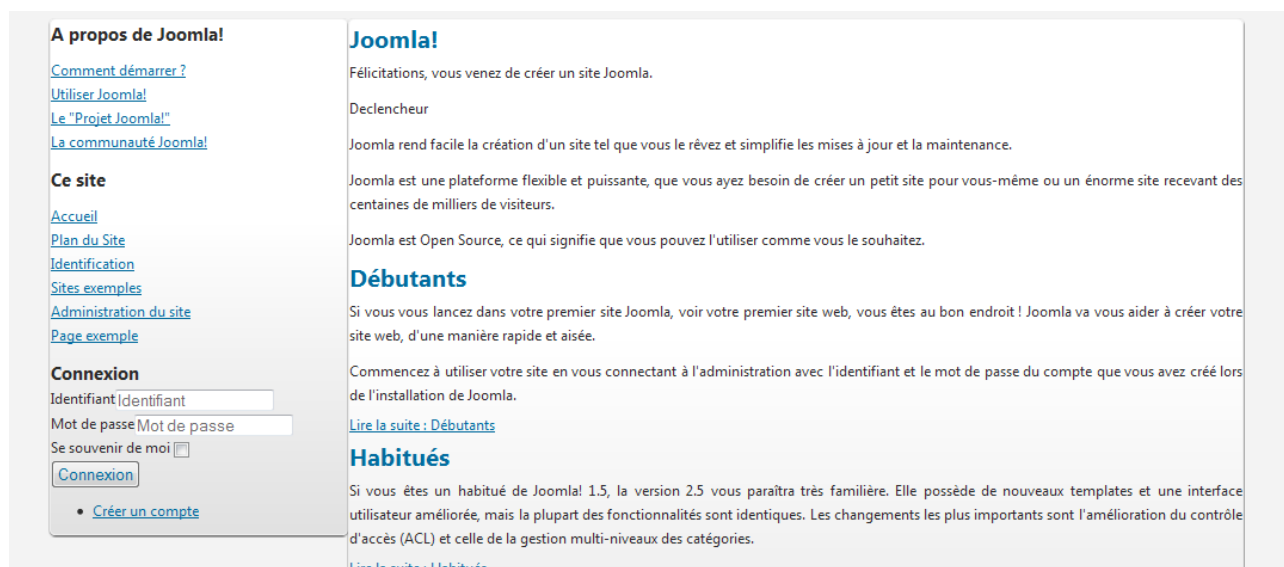 A propos de Joomla!
Comment démarrer ?
Utiliser Joomla!
Le "Projet Joomla!"
La communauté Joomla!
Ce site
Accueil
Plan du Site
Identification
Sites exemples
Administration du site
Page exemple
Connexion
Identifiant Identifiant
Mot de passe Mot de passe
Se souvenir de moi
Connexion
Créer un compte
Joomla!
Félicitations, vous venez de créer un site Joomla.
Declencheur
Joomla rend facile la création d'un site tel que vous le rêvez et simplifie les mises à jour et la maintenance.
Joomla est une plateforme flexible et puissante, que vous ayez besoin de créer un petit site pour vous-même ou un énorme site recevant des
centaines de milliers de visiteurs.
Joomla est Open Source, ce qui signifie que vous pouvez l'utiliser comme vous le souhaitez.
Débutants
Si vous vous lancez dans votre premier site Joomla, voir votre premier site web, vous êtes au bon endroit ! Joomla va vous aider à créer votre
site web, d'une manière rapide et aisée.
Commencez à utiliser votre site en vous connectant à l'administration avec l'identifiant et le mot de passe du compte que vous avez créé lors
de l'installation de Joomla.
Lire la suite : Débutants
Habitués
Si vous êtes un habitué de Joomla! 1.5, la version 2.5 vous paraîtra très familière. Elle possède de nouveaux templates et une interface
utilisateur améliorée, mais la plupart des fonctionnalités sont identiques. Les changements les plus importants sont l'amélioration du contrôle
d'accès (ACL) et celle de la gestion multi-niveaux des catégories.
Lire la suite : Habitués